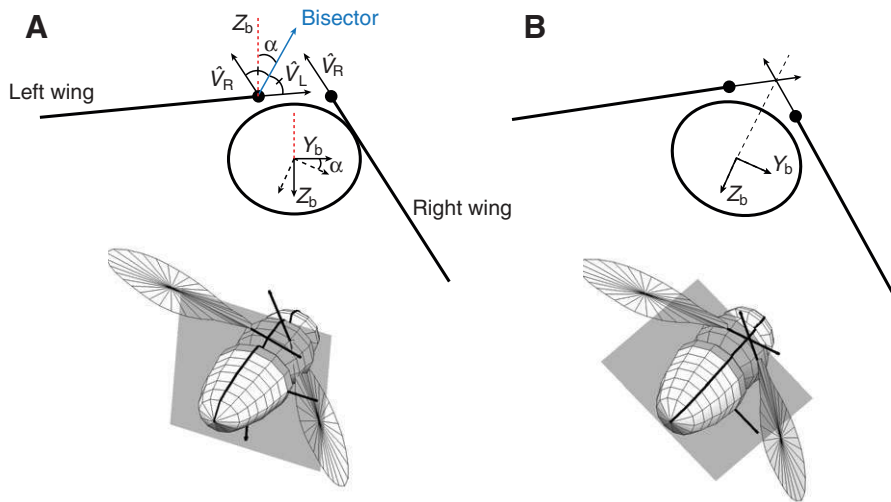 A
B
Z_b
Bisector
α
V̂_R
V̂_L
V̂_R
Left wing
Y_b
α
Z_b
Right wing
Y_b
Z_b